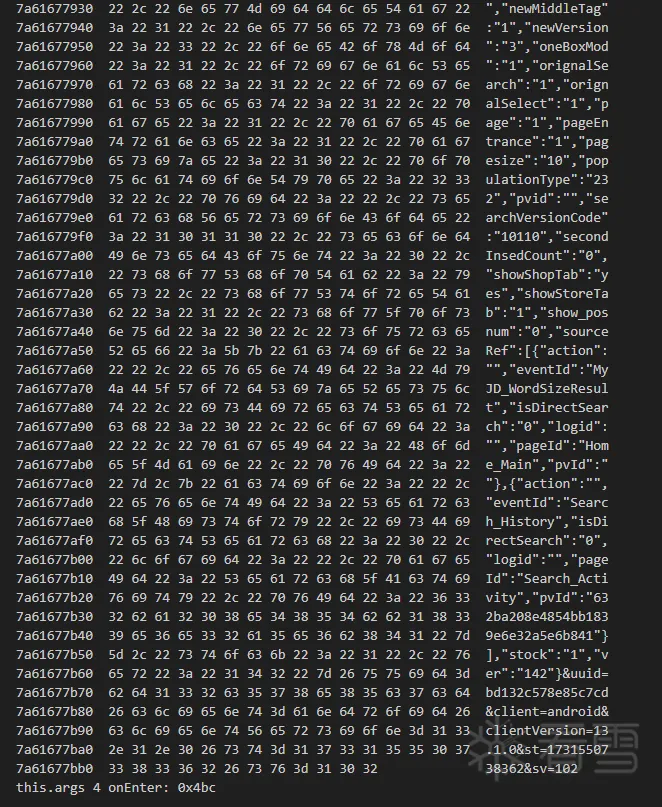 7a61677930 22 2c 22 6e 65 77 4d 69 64 64 6c 65 54 61 67 22 ","newMiddleTag"
7a61677940 3a 22 31 22 2c 22 6e 65 77 56 65 72 73 69 6f 6e :"1","newVersion
7a61677950 22 3a 22 33 22 2c 22 6f 6e 65 42 6f 78 4d 6f 64 ":"3","oneBoxMod
7a61677960 22 3a 22 31 22 2c 22 6f 72 69 67 6e 61 6c 53 65 ":"1","orignalSe
7a61677970 61 72 63 68 22 3a 22 31 22 2c 22 6f 72 69 67 6e arch":"1","orign
7a61677980 61 6c 53 65 6c 65 63 74 22 3a 22 31 22 2c 22 70 alSelect":"1","p
7a61677990 61 67 65 22 3a 22 31 22 2c 22 70 61 67 65 45 6e age":"1","pageEn
7a616779a0 74 72 61 6e 63 65 22 3a 22 31 22 2c 22 70 61 67 trance":"1","pag
7a616779b0 65 73 69 7a 65 22 3a 22 31 30 22 2c 22 70 6f 70 esize":"10","pop
7a616779c0 75 6c 61 74 69 6f 6e 54 79 70 65 22 3a 22 32 33 ulationType":"23
7a616779d0 32 22 2c 22 70 76 69 64 22 3a 22 22 2c 22 73 65 2","pvid":"","se
7a616779e0 61 72 63 68 56 65 72 73 69 6f 6e 43 6f 64 65 22 archVersionCode"
7a616779f0 3a 22 31 30 31 31 30 22 2c 22 73 65 63 6f 6e 64 :"10110","second
7a61677a00 49 6e 73 65 64 43 6f 75 6e 74 22 3a 22 30 22 2c InsedCount":"0",
7a61677a10 22 73 68 6f 77 53 68 6f 70 54 61 62 22 3a 22 79 "showShopTab":"y
7a61677a20 65 73 22 2c 22 73 68 6f 77 53 74 6f 72 65 54 61 es","showStoreTa
7a61677a30 62 22 3a 22 31 22 2c 22 73 68 6f 77 5f 70 6f 73 b":"1","show_pos
7a61677a40 6e 75 6d 22 3a 22 30 22 2c 22 73 6f 75 72 63 65 num":"0","source
7a61677a50 52 65 66 22 3a 5b 7b 22 61 63 74 69 6f 6e 22 3a Ref":[{"action":
7a61677a60 22 22 2c 22 65 76 65 6e 74 49 64 22 3a 22 4d 79 "","eventId":"My
7a61677a70 4a 44 5f 57 6f 72 64 53 69 7a 65 52 65 73 75 6c JD_WordSizeResul
7a61677a80 74 22 2c 22 69 73 44 69 72 65 63 74 53 65 61 72 t","isDirectSear
7a61677a90 63 68 22 3a 22 30 22 2c 22 6c 6f 67 69 64 22 3a ch":"0","logid":
7a61677aa0 22 22 2c 22 70 61 67 65 49 64 22 3a 22 48 6f 6d "","pageId":"Hom
7a61677ab0 65 5f 4d 61 69 6e 22 2c 22 70 76 49 64 22 3a 22 e_Main","pvId":"
7a61677ac0 22 7d 2c 7b 22 61 63 74 69 6f 6e 22 3a 22 22 2c "},{"action":"",
7a61677ad0 22 65 76 65 6e 74 49 64 22 3a 22 53 65 61 72 63 "eventId":"Searc
7a61677ae0 68 5f 48 69 73 74 6f 72 79 22 2c 22 69 73 44 69 h_History","isDi
7a61677af0 72 65 63 74 53 65 61 72 63 68 22 3a 22 30 22 2c rectSearch":"0",
7a61677b00 22 6c 6f 67 69 64 22 3a 22 22 2c 22 70 61 67 65 "logid":"","page
7a61677b10 49 64 22 3a 22 53 65 61 72 63 68 5f 41 63 74 69 Id":"Search_Acti
7a61677b20 76 69 74 79 22 2c 22 70 76 49 64 22 3a 22 36 33 vity","pvId":"63
7a61677b30 32 62 61 32 30 38 65 34 38 35 34 62 62 31 38 33 2ba208e4854bb183
7a61677b40 39 65 36 65 33 32 61 35 65 36 62 38 34 31 22 7d 9e6e32a5e6b841"}
7a61677b50 5d 2c 22 73 74 6f 63 6b 22 3a 22 31 22 2c 22 76 ],"stock":"1","v
7a61677b60 65 72 22 3a 22 31 34 32 22 7d 26 75 75 69 64 3d er":"142"}&uuid=
7a61677b70 62 64 31 33 32 63 35 37 38 65 38 35 63 37 63 64 bd132c578e85c7cd
7a61677b80 26 63 6c 69 65 6e 74 3d 61 6e 64 72 6f 69 64 26 &client=android&
7a61677b90 63 6c 69 65 6e 74 56 65 72 73 69 6f 6e 3d 31 33 clientVersion=13
7a61677ba0 2e 31 2e 30 26 73 74 3d 31 37 33 31 35 35 30 37 .1.0&st=17315507
7a61677bb0 33 38 33 36 32 26 73 76 3d 31 30 32 38362&sv=102
this.args 4 onEnter: 0x4bc
看雪